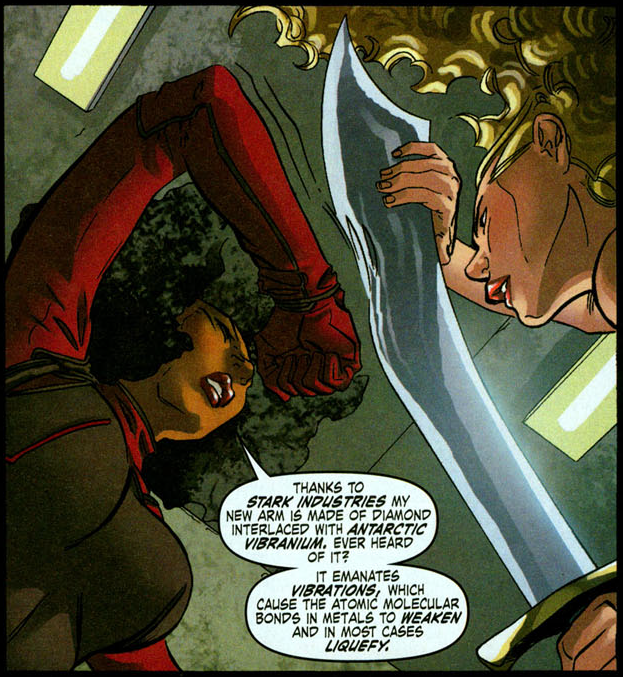 THANKS TO
STARK INDUSTRIES MY
NEW ARM IS MADE OF DIAMOND
INTERLACED WITH ANTARCTIC
VIBRANIUM. EVER HEARD
OF IT?
IT EMANATES
VIBRATIONS, WHICH
CAUSE THE ATOMIC MOLECULAR
BONDS IN METALS TO WEAKEN
AND IN MOST CASES
LIQUEFY.